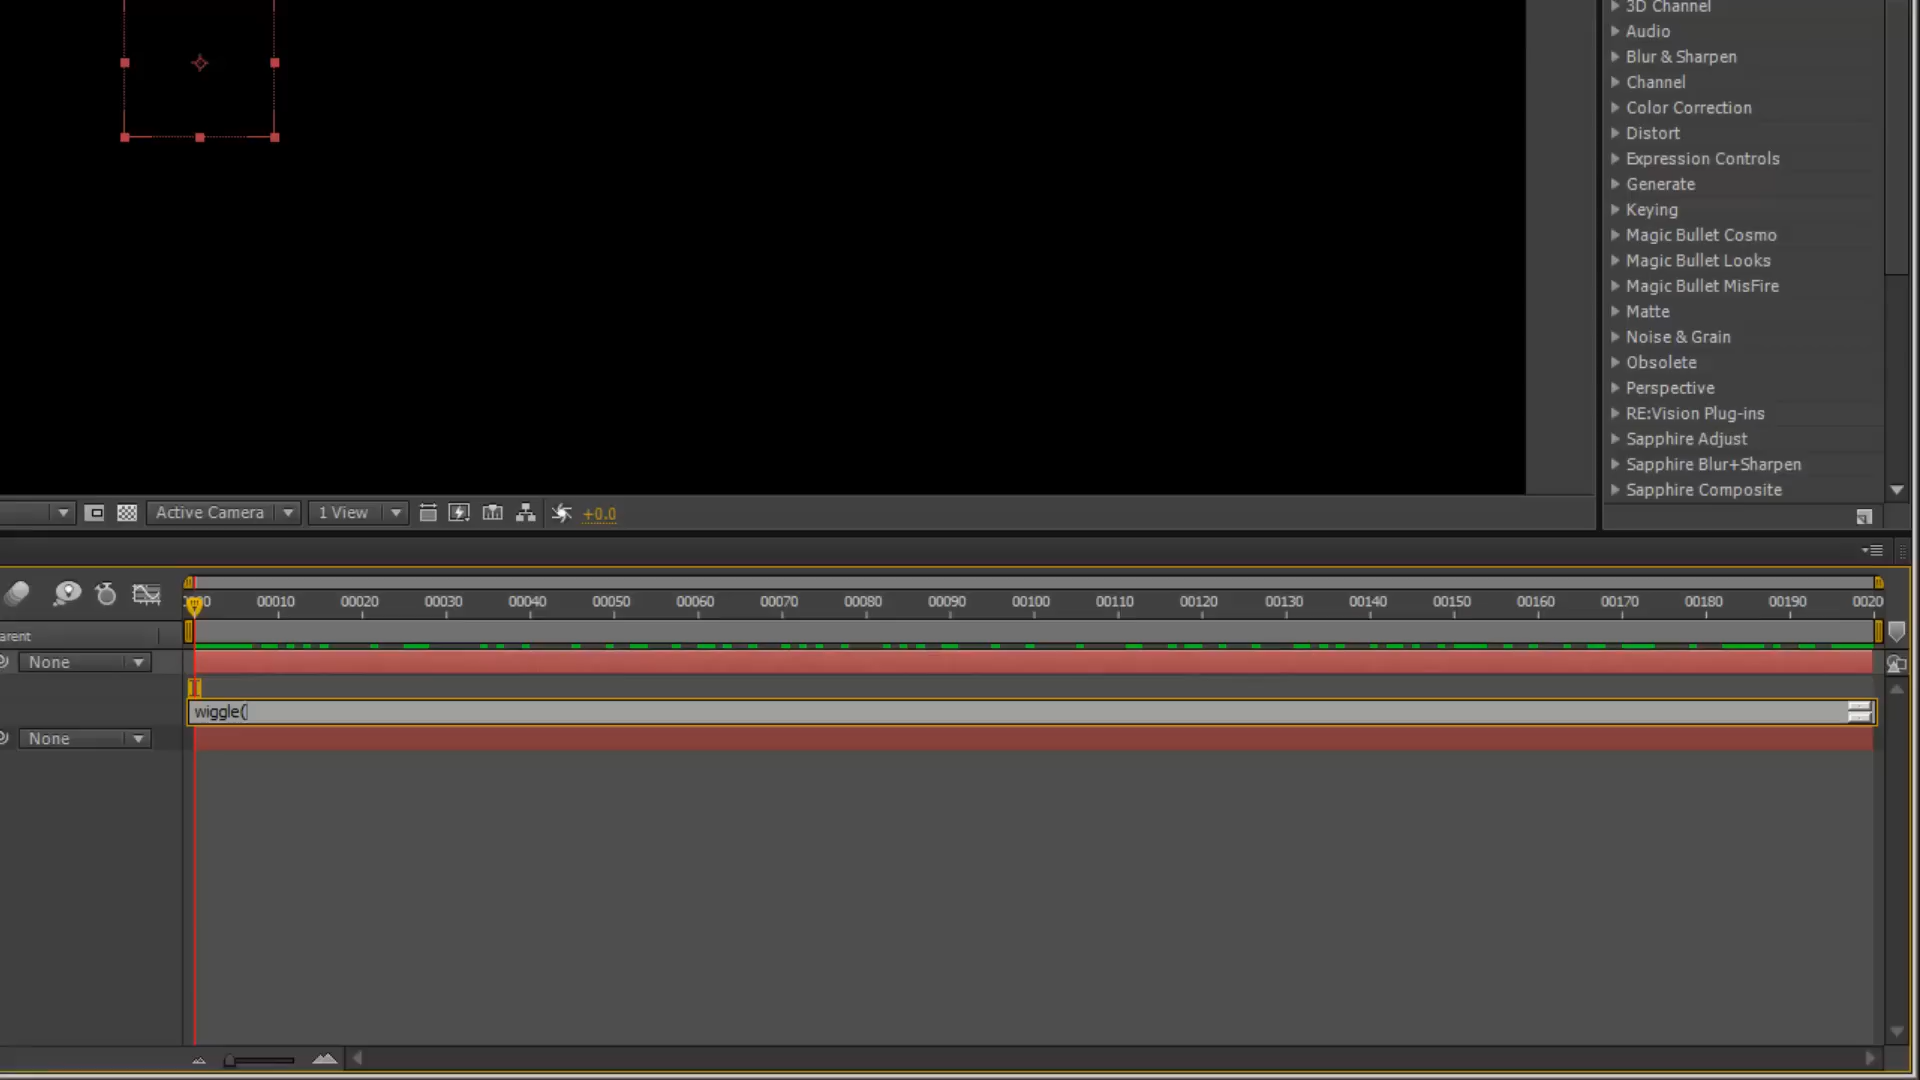 3D Channel
Audio
Blur & Sharpen
Channel
Color Correction
Distort
Expression Controls
Generate
Keying
Magic Bullet Cosmo
Magic Bullet Looks
Magic Bullet MisFire
Matte
Noise & Grain
Obsolete
Perspective
RE:Vision Plug-ins
Sapphire Adjust
Sapphire Blur+Sharpen
Sapphire Composite
Active Camera
1 View
+0.0
00010 00020 00030 00040 00050 00060 00070 00080 00090 00100 00110 00120 00130 00140 00150 00160 00170 00180 00190 0020
arent
None
wiggle(
None